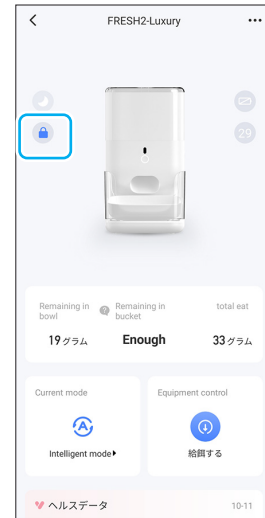 FRESH2-Luxury
29
Remaining in bowl
Remaining in bucket
total eat
19 グラム
Enough
33 グラム
Current mode
Equipment control
Intelligent mode
給餌する
ヘルスデータ
10-11